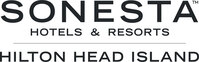 SONESTA™
HOTELS & RESORTS
HILTON HEAD ISLAND